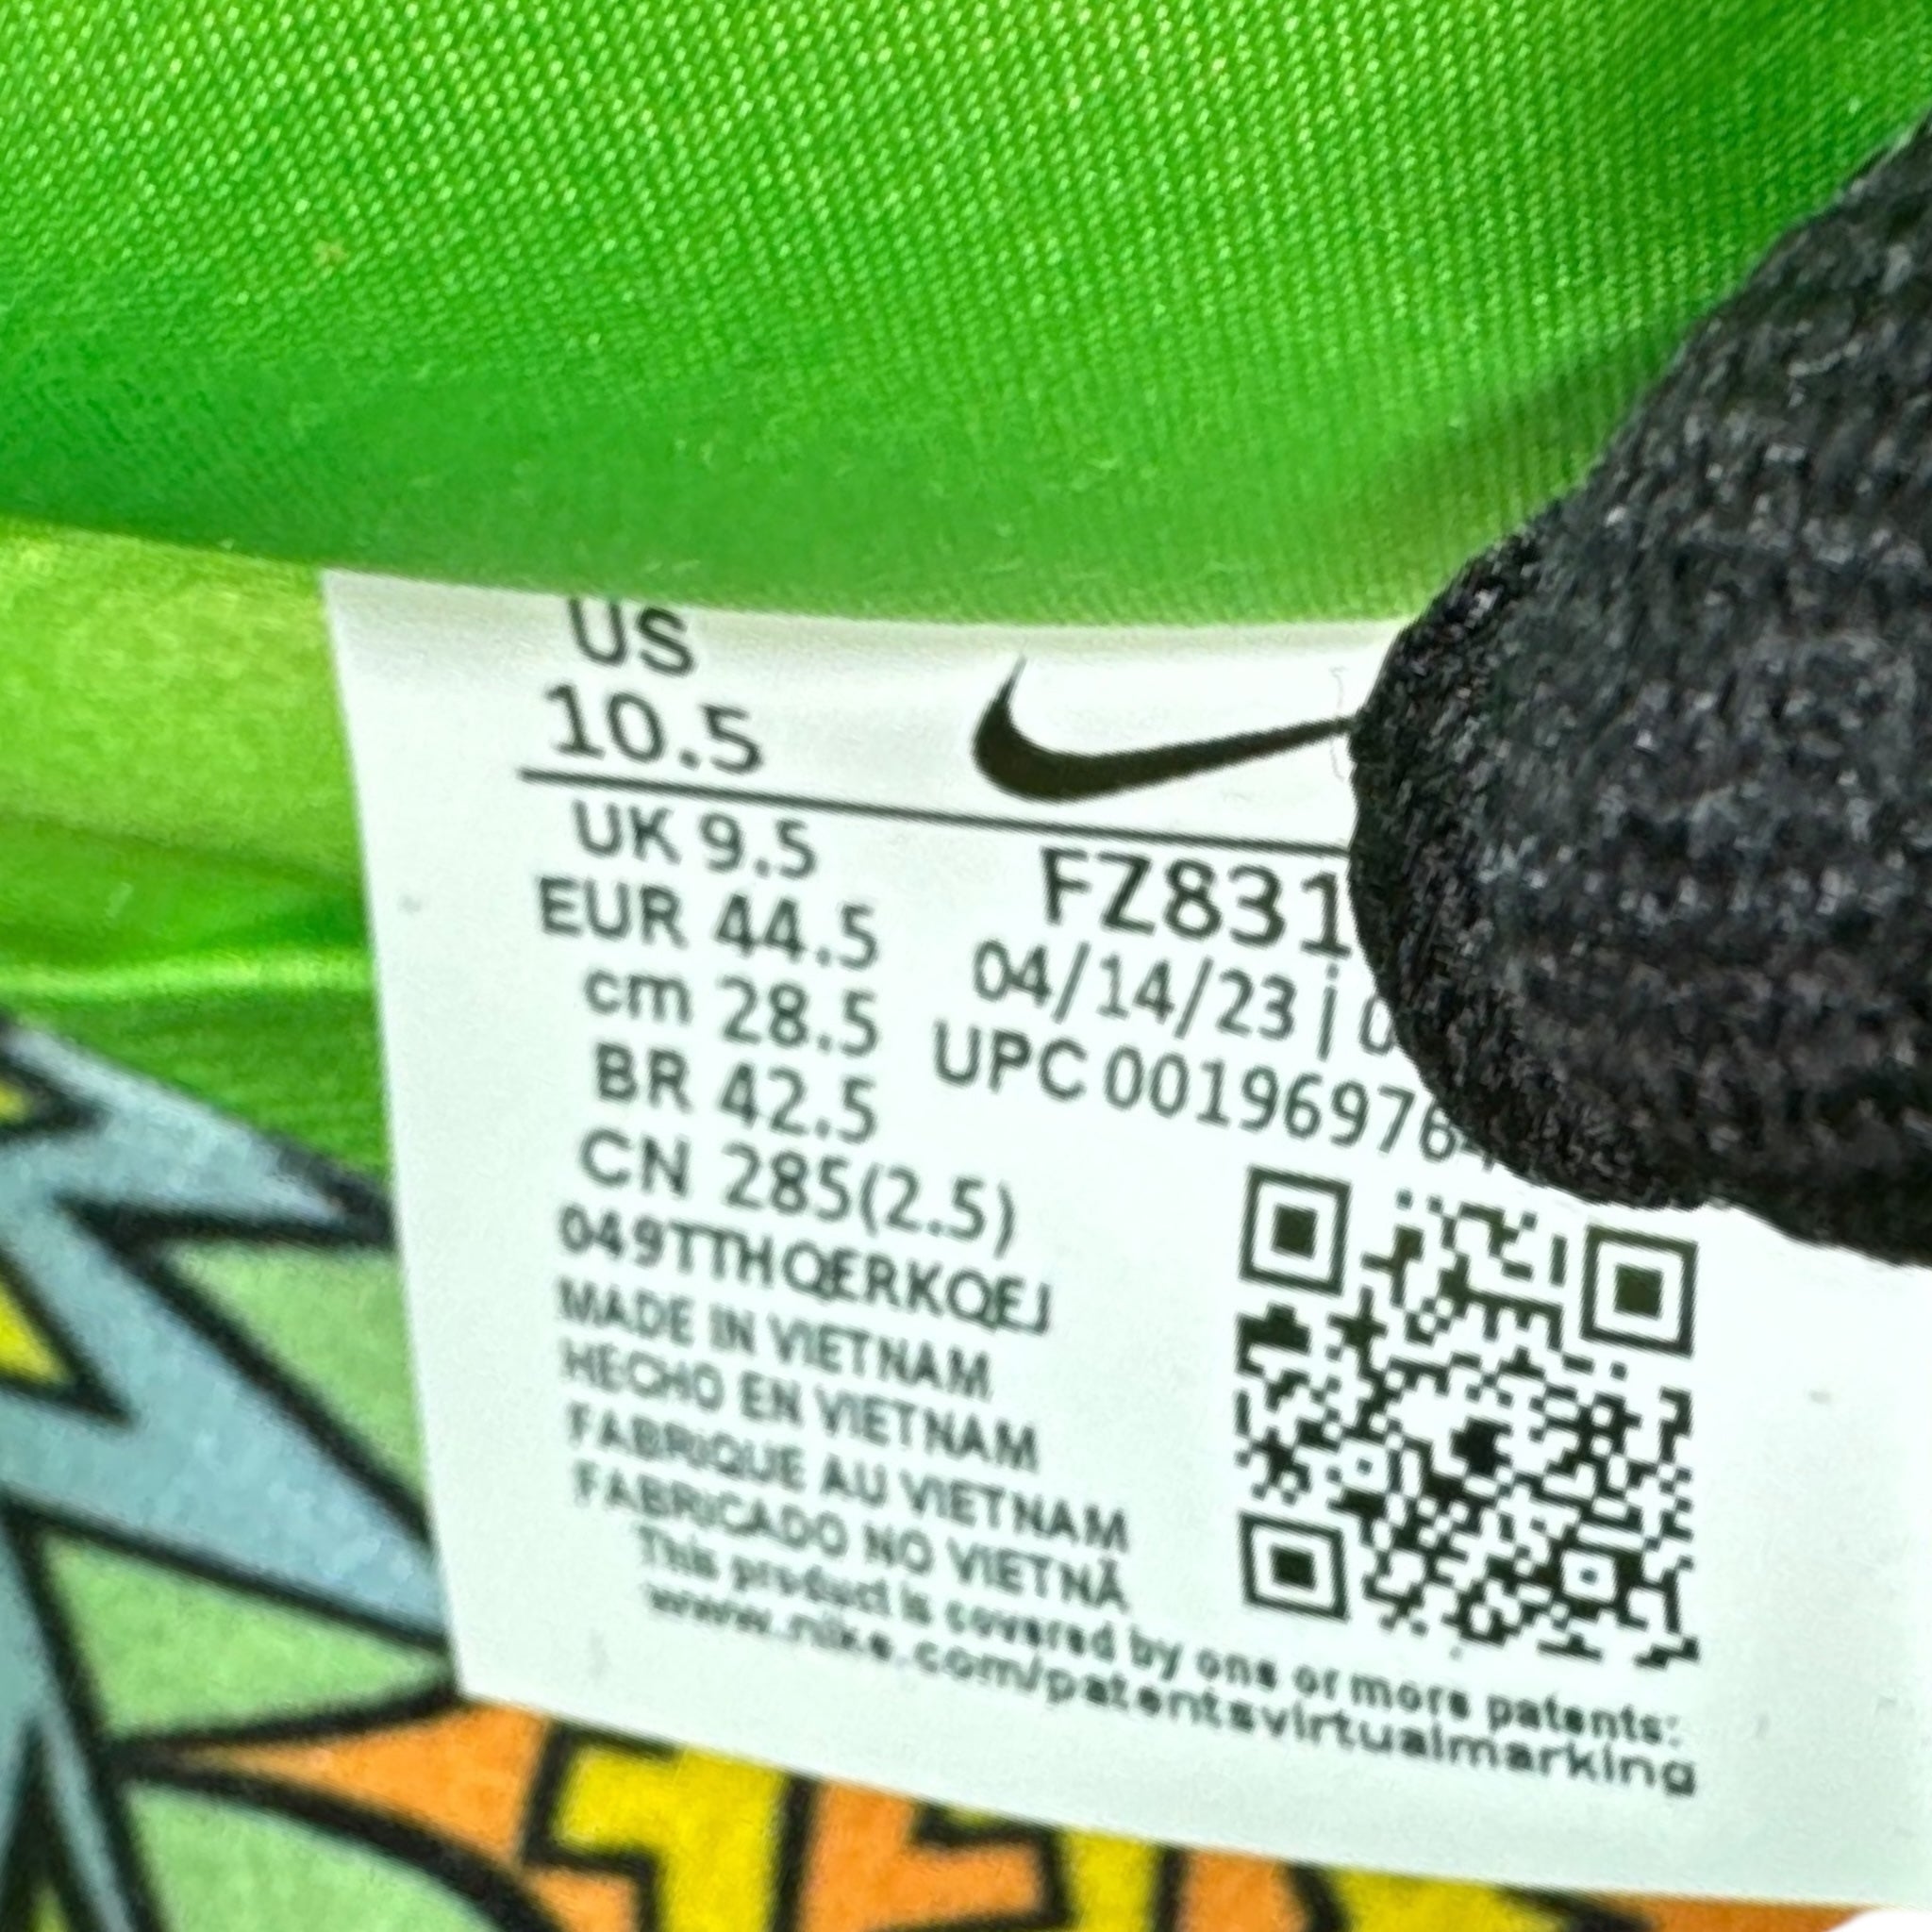 US
10.5
UK 9.5
EUR 44.5
cm 28.5
BR 42.5
CN 285(2.5)
FZ831
04/14/23 | 0
UPC 00196976
049TTHQERKQEJ
MADE IN VIETNAM
HECHO EN VIETNAM
FABRIQUE AU VIETNAM
FABRICADO NO VIETNÃ
This product is covered by one or more patents:
www.nike.com/patentsvirtualmarking